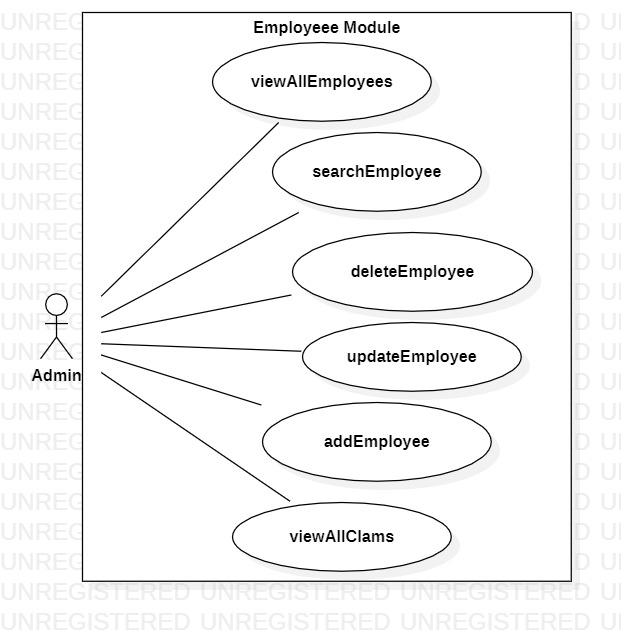 Employeee Module
viewAllEmployees
searchEmployee
deleteEmployee
updateEmployee
Admin
addEmployee
viewAllClams
UNREGISTERED UNREGISTERED UNREGISTERED